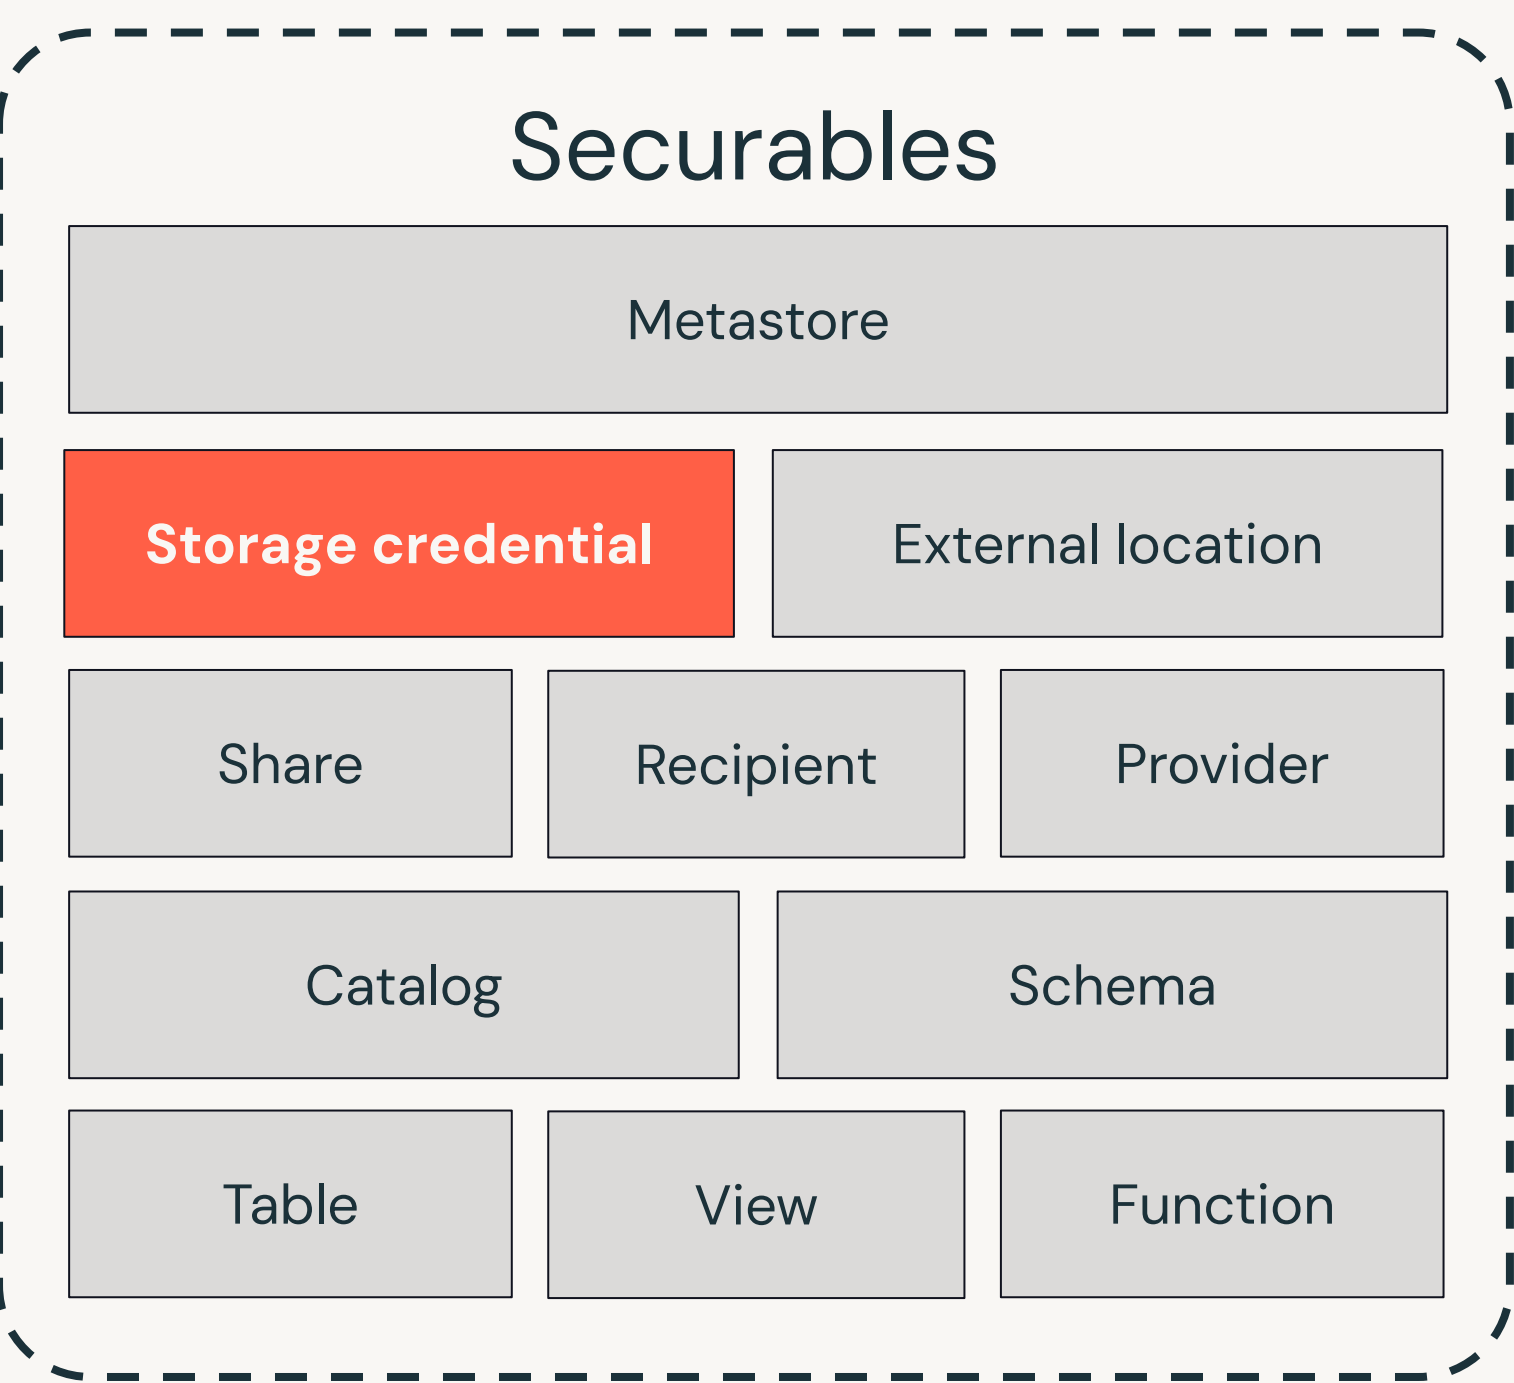 Securables
Metastore
Storage credential
External location
Share
Recipient
Provider
Catalog
Schema
Table
View
Function